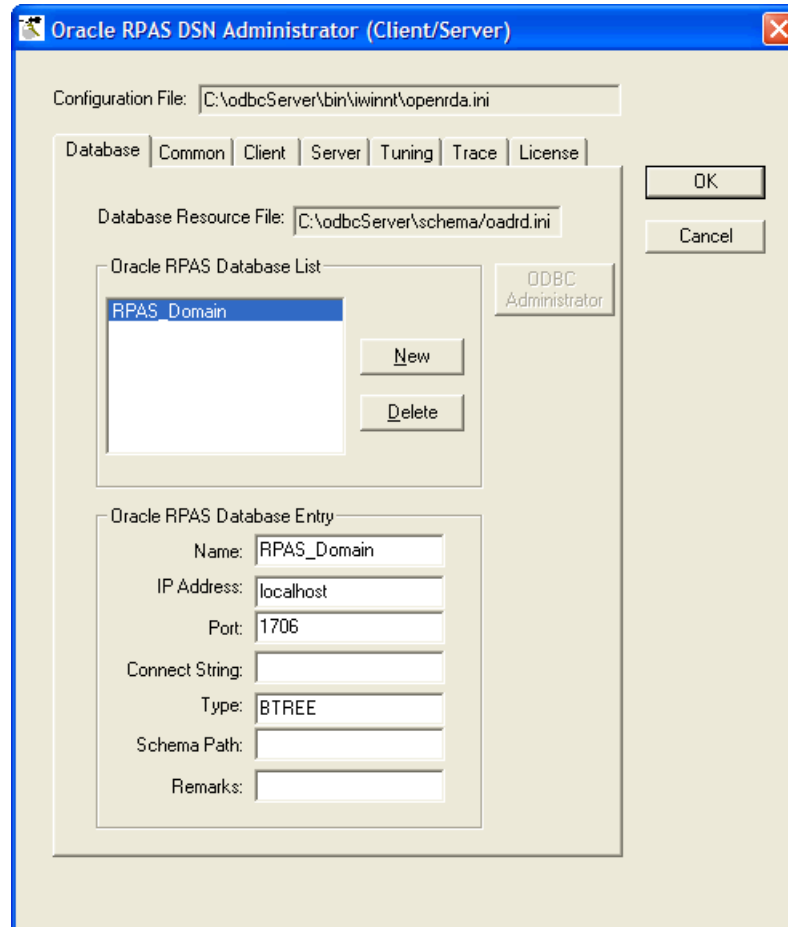 Oracle RPAS DSN Administrator (Client/Server)
Configuration File: C:\odbcServer\bin\iwinnt\openrda.ini
Database Common Client Server Tuning Trace License
OK
Cancel
Database Resource File: C:\odbcServer\schema/oadrd.ini
Oracle RPAS Database List
ODBC
Administrator
RPAS_Domain
New
Delete
Oracle RPAS Database Entry
Name: RPAS_Domain
IP Address: localhost
Port: 1706
Connect String:
Type: BTREE
Schema Path:
Remarks: